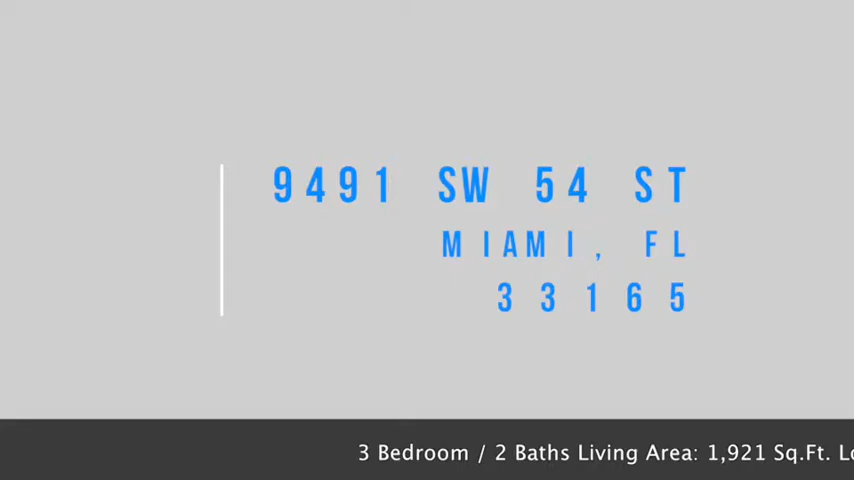 9491 SW 54 ST
MIAMI, FL
33165
3 Bedroom / 2 Baths Living Area: 1,921 Sq.Ft.